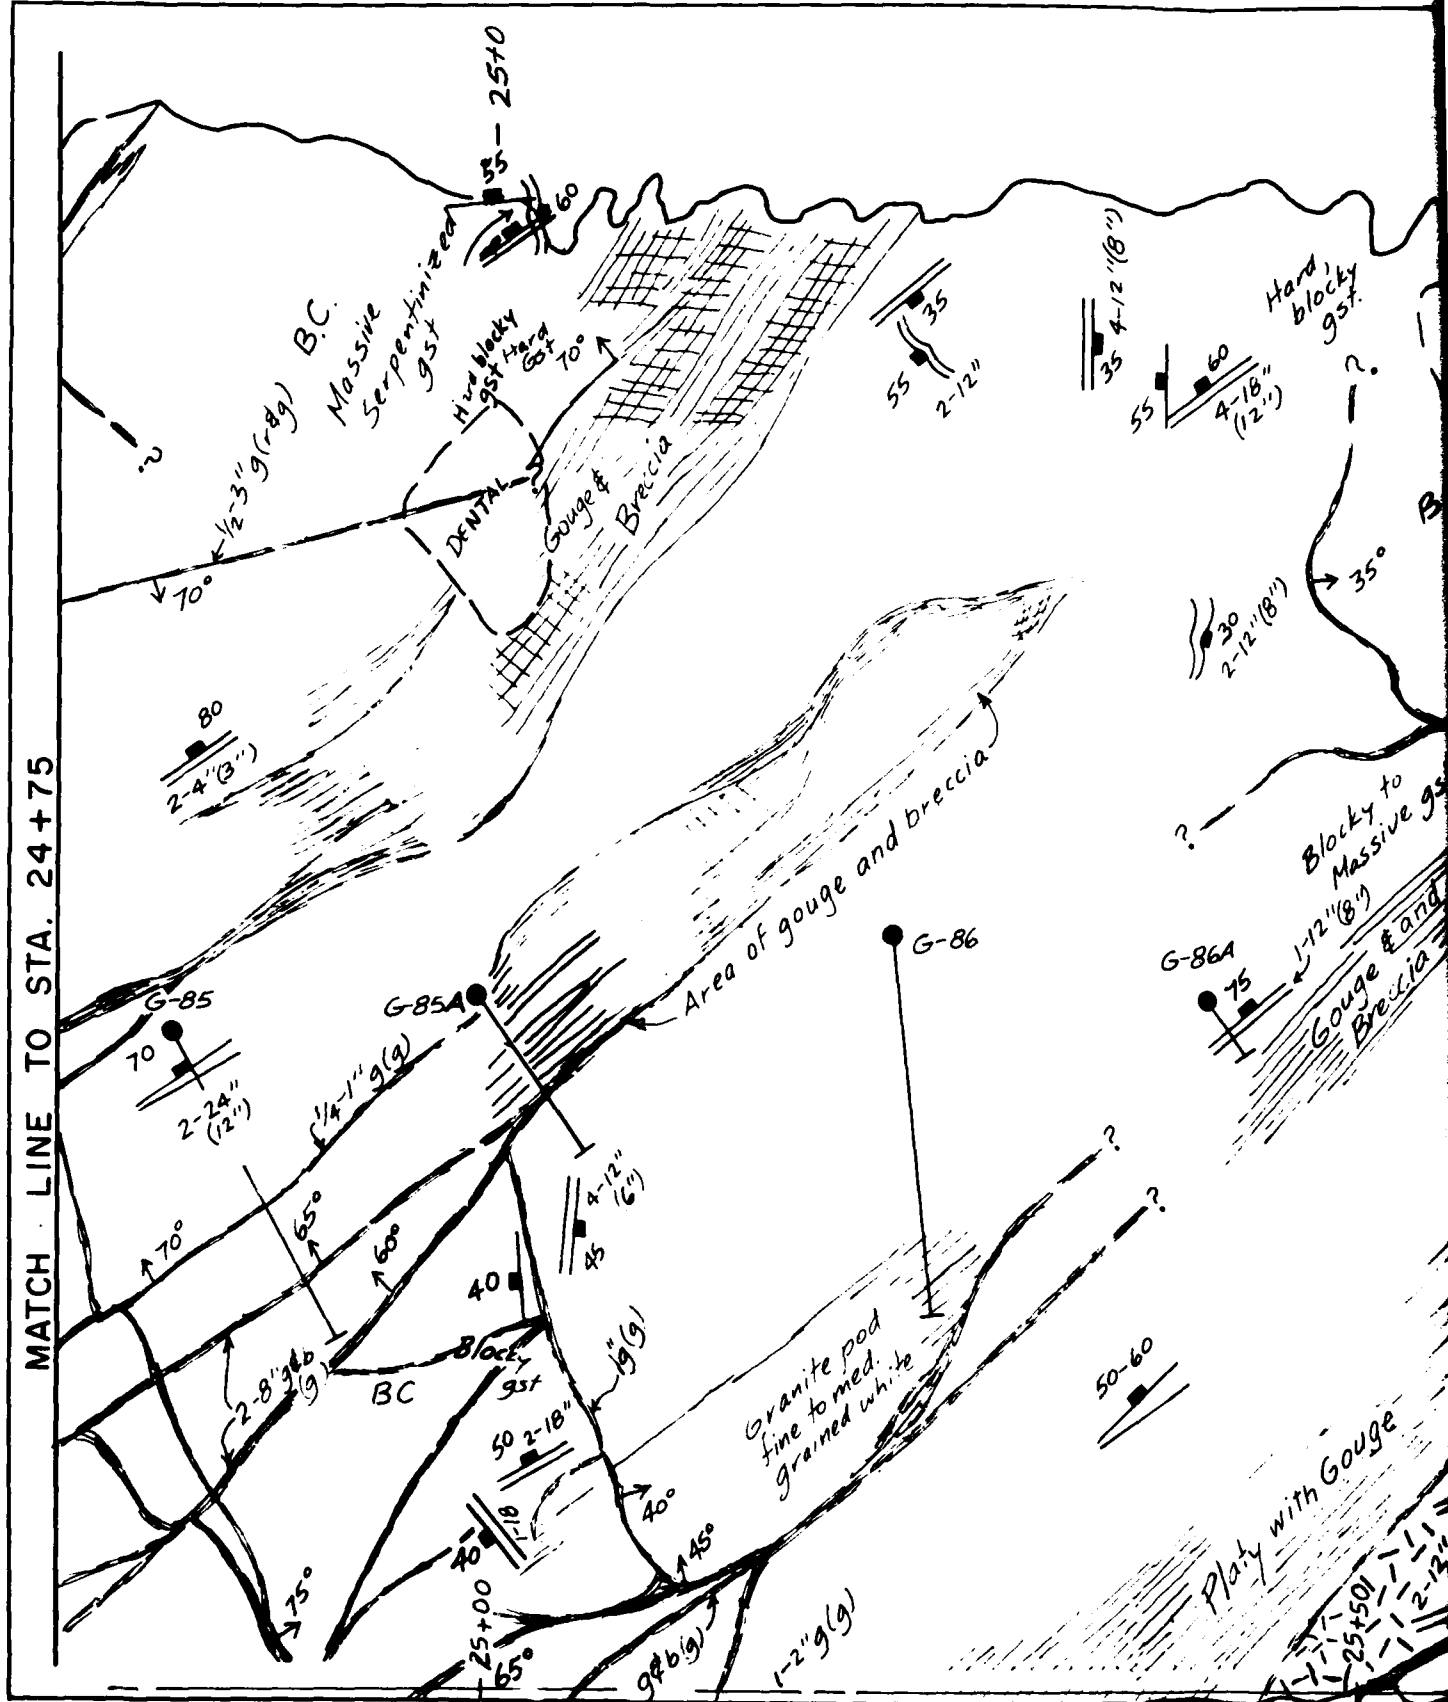 MATCH LINE TO STA. 24+75
25+0
55
60
B.C.
Massive
Serpentinized
gst
1/2-3" g(r&g)
Hard blocky
gst Hard
Gst
70°
DENTAL
?
Gouge &
Breccia
?
70°
35
55
2-12"
4-12"(8")
35
55
60
4-18"
(12")
Hard,
blocky
gst.
?
B
35°
30
2-12"(8")
80
2-4"(3")
Area of gouge and breccia
?
Blocky to
Massive gs
1-12"(8")
Gouge & and
Breccia
G-85
70
2-24"
(12")
G-85A
1/4-1" g(g)
G-86
G-86A
75
70°
65°
60°
4-12"
(6")
45
40
Blocky
gst
BC
1" g(g)
2-8" g&b
(g)
50 2-18"
40
1-18
40°
45°
75°
Granite pod
fine to med.
grained white
?
?
50-60
Platy with Gouge
25+00
65°
g&b(g)
1-2" g(g)
25+50
2-12"